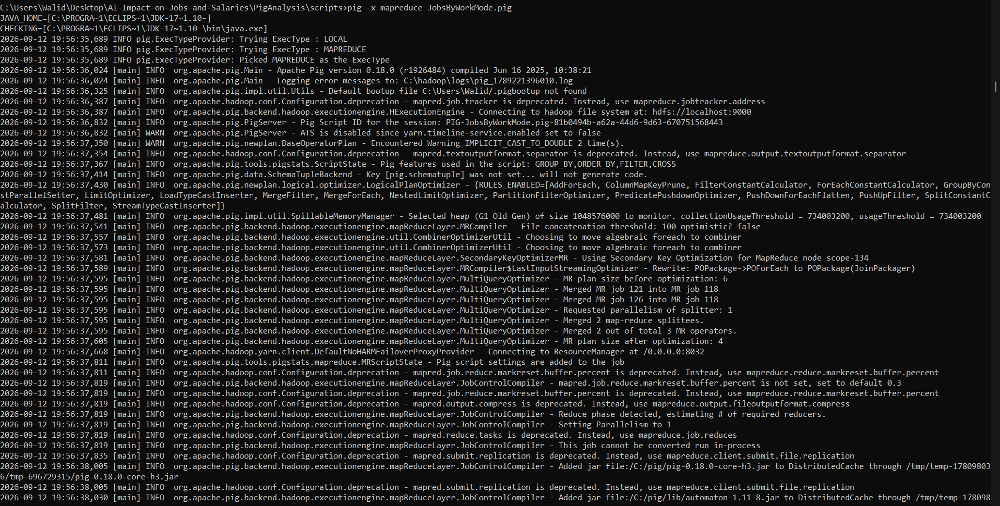 C:\Users\Walid\Desktop\AI-Impact-on-Jobs-and-Salaries\PigAnalysis\scripts>pig -x mapreduce JobsByWorkMode.pig
JAVA_HOME=[C:\PROGRA~1\ECLIPS~1\JDK-17~1.10-]
CHECKING=[C:\PROGRA~1\ECLIPS~1\JDK-17~1.10-\bin\java.exe]
2026-09-12 19:56:35,689 INFO pig.ExecTypeProvider: Trying ExecType : LOCAL
2026-09-12 19:56:35,689 INFO pig.ExecTypeProvider: Trying ExecType : MAPREDUCE
2026-09-12 19:56:35,689 INFO pig.ExecTypeProvider: Picked MAPREDUCE as the ExecType
2026-09-12 19:56:36,024 [main] INFO  org.apache.pig.Main - Apache Pig version 0.18.0 (r1926484) compiled Jun 16 2025, 10:38:21
2026-09-12 19:56:36,024 [main] INFO  org.apache.pig.Main - Logging error messages to: C:\hadoop\logs\pig_1789221396010.log
2026-09-12 19:56:36,325 [main] INFO  org.apache.pig.impl.util.Utils - Default bootup file C:\Users\Walid/.pigbootup not found
2026-09-12 19:56:36,387 [main] INFO  org.apache.hadoop.conf.Configuration.deprecation - mapred.job.tracker is deprecated. Instead, use mapreduce.jobtracker.address
2026-09-12 19:56:36,387 [main] INFO  org.apache.pig.backend.hadoop.executionengine.HExecutionEngine - Connecting to hadoop file system at: hdfs://localhost:9000
2026-09-12 19:56:36,832 [main] INFO  org.apache.pig.PigServer - Pig Script ID for the session: PIG-JobsByWorkMode.pig-81b0494b-a62a-44d6-9d63-670751568443
2026-09-12 19:56:36,832 [main] WARN  org.apache.pig.PigServer - ATS is disabled since yarn.timeline-service.enabled set to false
2026-09-12 19:56:37,350 [main] WARN  org.apache.pig.newplan.BaseOperatorPlan - Encountered Warning IMPLICIT_CAST_TO_DOUBLE 2 time(s).
2026-09-12 19:56:37,354 [main] INFO  org.apache.hadoop.conf.Configuration.deprecation - mapred.textoutputformat.separator is deprecated. Instead, use mapreduce.output.textoutputformat.separator
2026-09-12 19:56:37,367 [main] INFO  org.apache.pig.tools.pigstats.ScriptState - Pig features used in the script: GROUP_BY,ORDER_BY,FILTER,CROSS
2026-09-12 19:56:37,414 [main] INFO  org.apache.pig.data.SchemaTupleBackend - Key [pig.schematuple] was not set... will not generate code.
2026-09-12 19:56:37,430 [main] INFO  org.apache.pig.newplan.logical.optimizer.LogicalPlanOptimizer - {RULES_ENABLED=[AddForEach, ColumnMapKeyPrune, FilterConstantCalculator, ForEachConstantCalculator, GroupByCon
stParallelSetter, LimitOptimizer, LoadTypeCastInserter, MergeFilter, MergeForEach, NestedLimitOptimizer, PartitionFilterOptimizer, PredicatePushdownOptimizer, PushDownForEachFlatten, PushUpFilter, SplitConstantC
alculator, SplitFilter, StreamTypeCastInserter]}
2026-09-12 19:56:37,481 [main] INFO  org.apache.pig.impl.util.SpillableMemoryManager - Selected heap (G1 Old Gen) of size 1048576000 to monitor. collectionUsageThreshold = 734003200, usageThreshold = 734003200
2026-09-12 19:56:37,541 [main] INFO  org.apache.pig.backend.hadoop.executionengine.mapReduceLayer.MRCompiler - File concatenation threshold: 100 optimistic? false
2026-09-12 19:56:37,557 [main] INFO  org.apache.pig.backend.hadoop.executionengine.util.CombinerOptimizerUtil - Choosing to move algebraic foreach to combiner
2026-09-12 19:56:37,573 [main] INFO  org.apache.pig.backend.hadoop.executionengine.util.CombinerOptimizerUtil - Choosing to move algebraic foreach to combiner
2026-09-12 19:56:37,581 [main] INFO  org.apache.pig.backend.hadoop.executionengine.mapReduceLayer.SecondaryKeyOptimizerMR - Using Secondary Key Optimization for MapReduce node scope-134
2026-09-12 19:56:37,589 [main] INFO  org.apache.pig.backend.hadoop.executionengine.mapReduceLayer.MRCompiler$LastInputStreamingOptimizer - Rewrite: POPackage->POForEach to POPackage(JoinPackager)
2026-09-12 19:56:37,595 [main] INFO  org.apache.pig.backend.hadoop.executionengine.mapReduceLayer.MultiQueryOptimizer - MR plan size before optimization: 6
2026-09-12 19:56:37,595 [main] INFO  org.apache.pig.backend.hadoop.executionengine.mapReduceLayer.MultiQueryOptimizer - Merged MR job 121 into MR job 118
2026-09-12 19:56:37,595 [main] INFO  org.apache.pig.backend.hadoop.executionengine.mapReduceLayer.MultiQueryOptimizer - Merged MR job 126 into MR job 118
2026-09-12 19:56:37,595 [main] INFO  org.apache.pig.backend.hadoop.executionengine.mapReduceLayer.MultiQueryOptimizer - Requested parallelism of splitter: 1
2026-09-12 19:56:37,595 [main] INFO  org.apache.pig.backend.hadoop.executionengine.mapReduceLayer.MultiQueryOptimizer - Merged 2 map-reduce splittees.
2026-09-12 19:56:37,595 [main] INFO  org.apache.pig.backend.hadoop.executionengine.mapReduceLayer.MultiQueryOptimizer - Merged 2 out of total 3 MR operators.
2026-09-12 19:56:37,605 [main] INFO  org.apache.pig.backend.hadoop.executionengine.mapReduceLayer.MultiQueryOptimizer - MR plan size after optimization: 4
2026-09-12 19:56:37,668 [main] INFO  org.apache.hadoop.yarn.client.DefaultNoHARMFailoverProxyProvider - Connecting to ResourceManager at /0.0.0.0:8032
2026-09-12 19:56:37,811 [main] INFO  org.apache.pig.tools.pigstats.mapreduce.MRScriptState - Pig script settings are added to the job
2026-09-12 19:56:37,811 [main] INFO  org.apache.hadoop.conf.Configuration.deprecation - mapred.job.reduce.markreset.buffer.percent is deprecated. Instead, use mapreduce.reduce.markreset.buffer.percent
2026-09-12 19:56:37,819 [main] INFO  org.apache.pig.backend.hadoop.executionengine.mapReduceLayer.JobControlCompiler - mapred.job.reduce.markreset.buffer.percent is not set, set to default 0.3
2026-09-12 19:56:37,819 [main] INFO  org.apache.hadoop.conf.Configuration.deprecation - mapred.job.reduce.markreset.buffer.percent is deprecated. Instead, use mapreduce.reduce.markreset.buffer.percent
2026-09-12 19:56:37,819 [main] INFO  org.apache.hadoop.conf.Configuration.deprecation - mapred.output.compress is deprecated. Instead, use mapreduce.output.fileoutputformat.compress
2026-09-12 19:56:37,819 [main] INFO  org.apache.pig.backend.hadoop.executionengine.mapReduceLayer.JobControlCompiler - Reduce phase detected, estimating # of required reducers.
2026-09-12 19:56:37,819 [main] INFO  org.apache.pig.backend.hadoop.executionengine.mapReduceLayer.JobControlCompiler - Setting Parallelism to 1
2026-09-12 19:56:37,819 [main] INFO  org.apache.hadoop.conf.Configuration.deprecation - mapred.reduce.tasks is deprecated. Instead, use mapreduce.job.reduces
2026-09-12 19:56:37,819 [main] INFO  org.apache.pig.backend.hadoop.executionengine.mapReduceLayer.JobControlCompiler - This job cannot be converted run in-process
2026-09-12 19:56:37,835 [main] INFO  org.apache.hadoop.conf.Configuration.deprecation - mapred.submit.replication is deprecated. Instead, use mapreduce.client.submit.file.replication
2026-09-12 19:56:38,005 [main] INFO  org.apache.pig.backend.hadoop.executionengine.mapReduceLayer.JobControlCompiler - Added jar file:/C:/pig/pig-0.18.0-core-h3.jar to DistributedCache through /tmp/temp-17809803
6/tmp-696729315/pig-0.18.0-core-h3.jar
2026-09-12 19:56:38,005 [main] INFO  org.apache.hadoop.conf.Configuration.deprecation - mapred.submit.replication is deprecated. Instead, use mapreduce.client.submit.file.replication
2026-09-12 19:56:38,030 [main] INFO  org.apache.pig.backend.hadoop.executionengine.mapReduceLayer.JobControlCompiler - Added jar file:/C:/pig/lib/automaton-1.11-8.jar to DistributedCache through /tmp/temp-178098